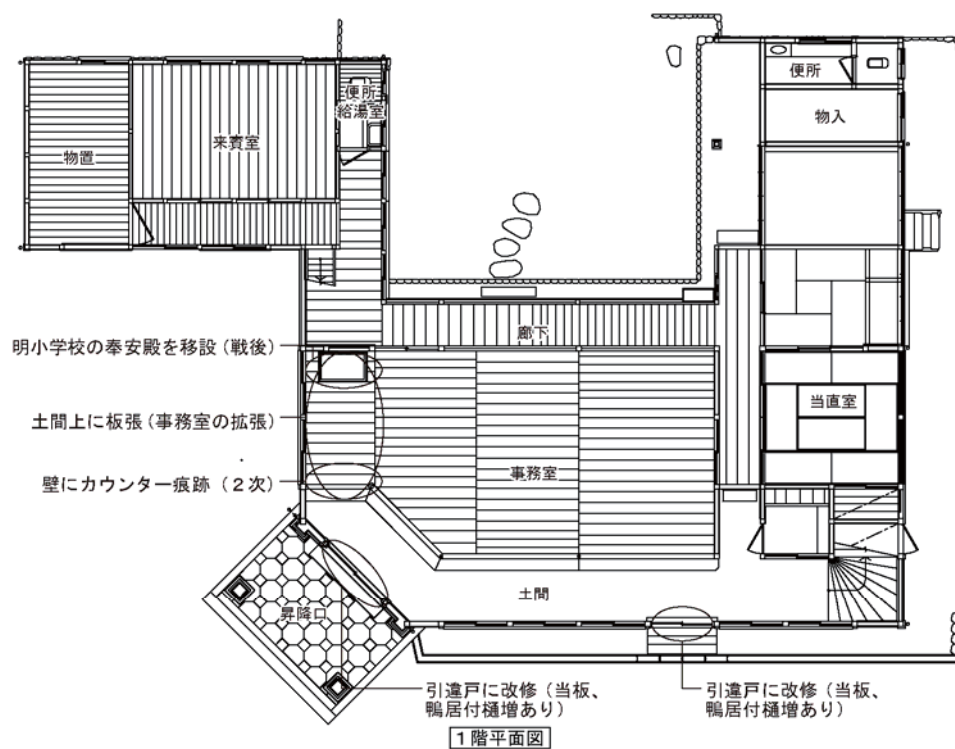 便所
便所
給湯室
物入
来賓室
物置
廊下
明小学校の奉安殿を移設（戦後）
当直室
土間上に板張（事務室の拡張）
事務室
壁にカウンター痕跡（２次）
土間
昇降口
引違戸に改修（当板、
鴨居付樋増あり）
引違戸に改修（当板、
鴨居付樋増あり）
１階平面図